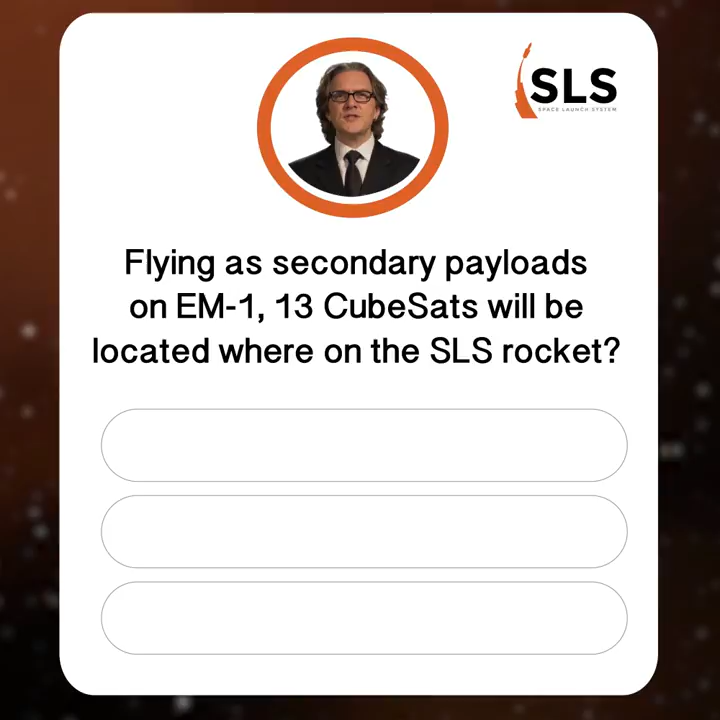 SLS
SPACE LAUNCH SYSTEM
Flying as secondary payloads
on EM-1, 13 CubeSats will be
located where on the SLS rocket?